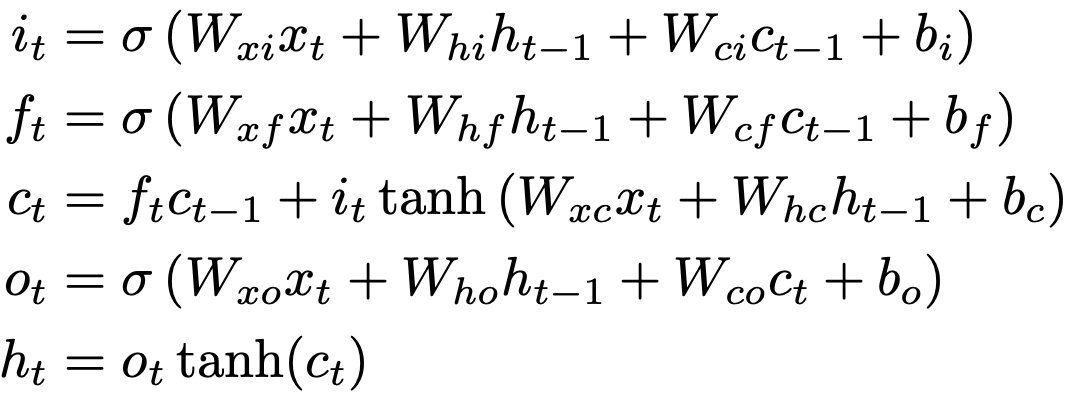 i_t = σ (W_{xi}x_t + W_{hi}h_{t−1} + W_{ci}c_{t−1} + b_i)
f_t = σ (W_{xf}x_t + W_{hf}h_{t−1} + W_{cf}c_{t−1} + b_f)
c_t = f_tc_{t−1} + i_t tanh (W_{xc}x_t + W_{hc}h_{t−1} + b_c)
o_t = σ (W_{xo}x_t + W_{ho}h_{t−1} + W_{co}c_t + b_o)
h_t = o_t tanh(c_t)